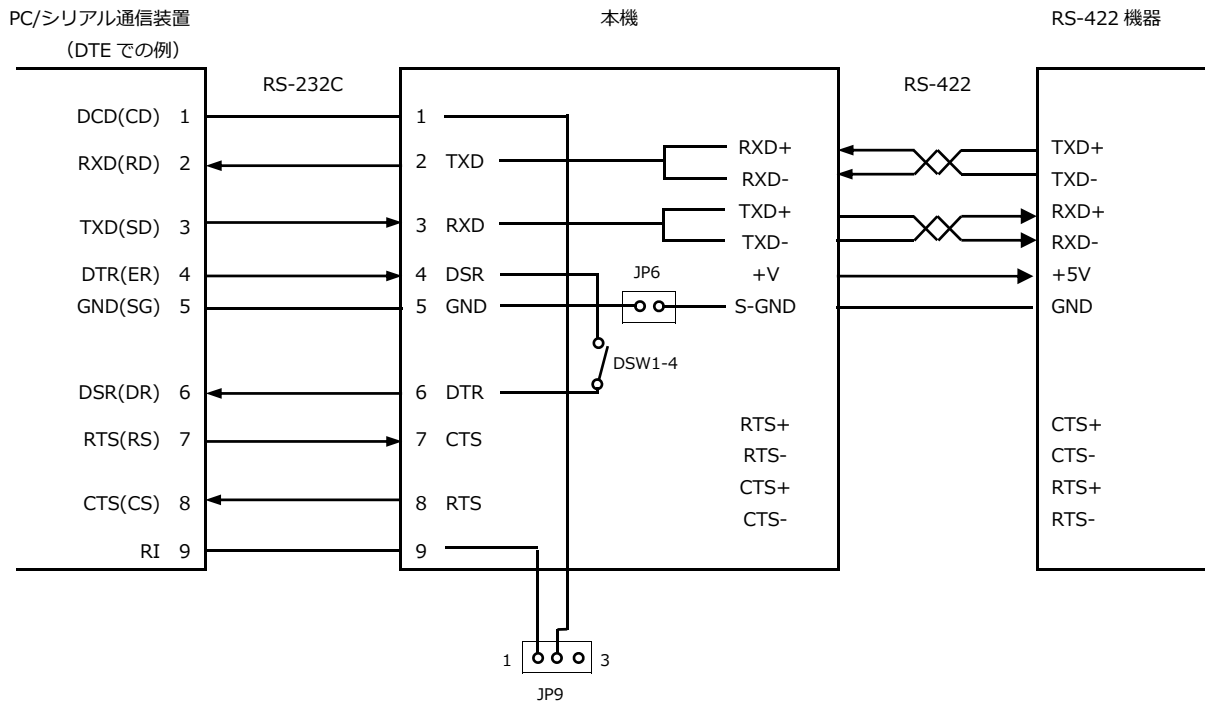 PC/シリアル通信装置
（DTE での例）
本機
RS-422 機器
RS-232C
RS-422
DCD(CD) 1
RXD(RD) 2
TXD(SD) 3
DTR(ER) 4
GND(SG) 5
DSR(DR) 6
RTS(RS) 7
CTS(CS) 8
RI 9
1
2 TXD
3 RXD
4 DSR
5 GND
6 DTR
7 CTS
8 RTS
9
JP6
DSW1-4
RXD+
RXD-
TXD+
TXD-
+V
S-GND
RTS+
RTS-
CTS+
CTS-
TXD+
TXD-
RXD+
RXD-
+5V
GND
CTS+
CTS-
RTS+
RTS-
1 3
JP9